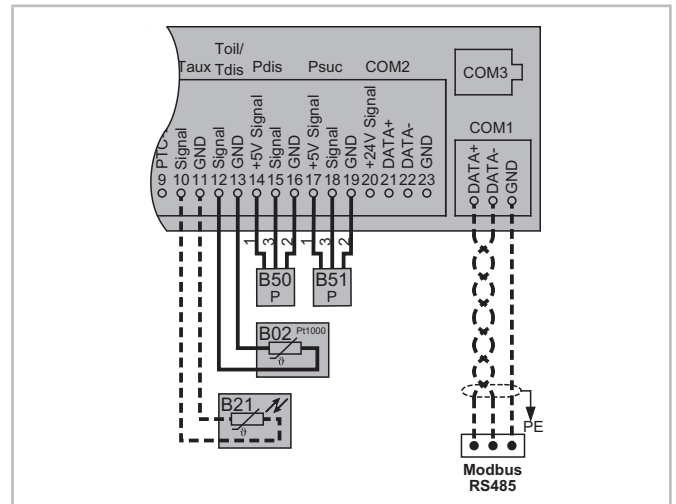 Toil/
Taux Tdis Pdis Psuc COM2
COM3
COM1
PTC-
Signal
GND
Signal
GND
+5V Signal
Signal
GND
+5V Signal
Signal
GND
+24V Signal
DATA+
DATA-
GND
DATA+
DATA-
GND
9 10 11 12 13 14 15 16 17 18 19 20 21 22 23
1 3 2 1 3 2
B50
P
B51
P
B02 Pt1000
ϑ
B21
ϑ
PE
Modbus
RS485